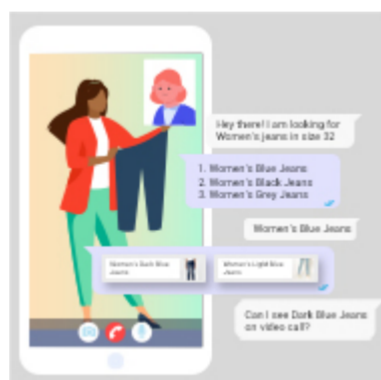 Hey there! I am looking for
Women's jeans in size 32
1. Women's Blue Jeans
2. Women's Black Jeans
3. Women's Grey Jeans
Women's Blue Jeans
Women's Dark Blue
Jeans
Women's Light Blue
Jeans
Can I see Dark Blue Jeans
on video call?